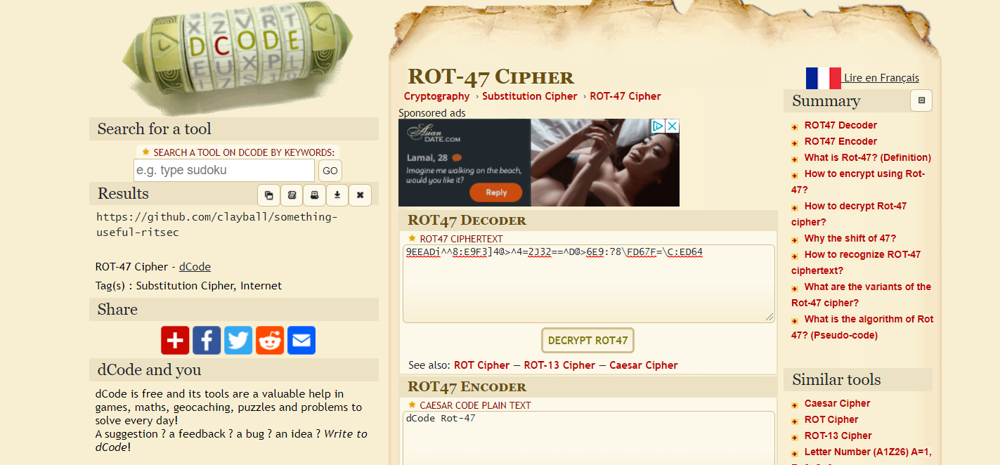 X Z V R T
D C O D E
E U X P L
Search for a tool
SEARCH A TOOL ON DCODE BY KEYWORDS:
e.g. type sudoku
GO
Results
https://github.com/clayball/something-
useful-ritsec
ROT-47 Cipher - dCode
Tag(s) : Substitution Cipher, Internet
Share
dCode and you
dCode is free and its tools are a valuable help in
games, maths, geocaching, puzzles and problems to
solve every day!
A suggestion ? a feedback ? a bug ? an idea ? Write to
dCode!
ROT-47 Cipher
Cryptography › Substitution Cipher › ROT-47 Cipher
Sponsored ads
Asian
DATE.COM
Lamai, 28
Imagine me walking on the beach,
would you like it?
Reply
ROT47 Decoder
ROT47 CIPHERTEXT
9EEADi^^8:E9F3]4@>^4=2J32==^D@>6E9:?8\FD67F=\C:ED64
DECRYPT ROT47
See also: ROT Cipher — ROT-13 Cipher — Caesar Cipher
ROT47 Encoder
CAESAR CODE PLAIN TEXT
dCode Rot-47
Lire en Français
Summary
ROT47 Decoder
ROT47 Encoder
What is Rot-47? (Definition)
How to encrypt using Rot-
47?
How to decrypt Rot-47
cipher?
Why the shift of 47?
How to recognize ROT-47
ciphertext?
What are the variants of the
Rot-47 cipher?
What is the algorithm of Rot
47? (Pseudo-code)
Similar tools
Caesar Cipher
ROT Cipher
ROT-13 Cipher
Letter Number (A1Z26) A=1,